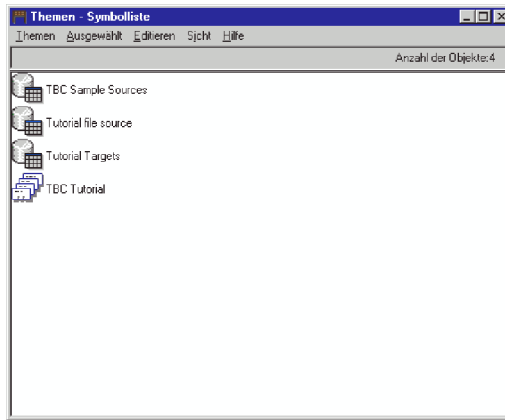 Themen - Symbolliste
Themen Ausgewählt Editieren Sicht Hilfe
Anzahl der Objekte:4
TBC Sample Sources
Tutorial file source
Tutorial Targets
TBC Tutorial